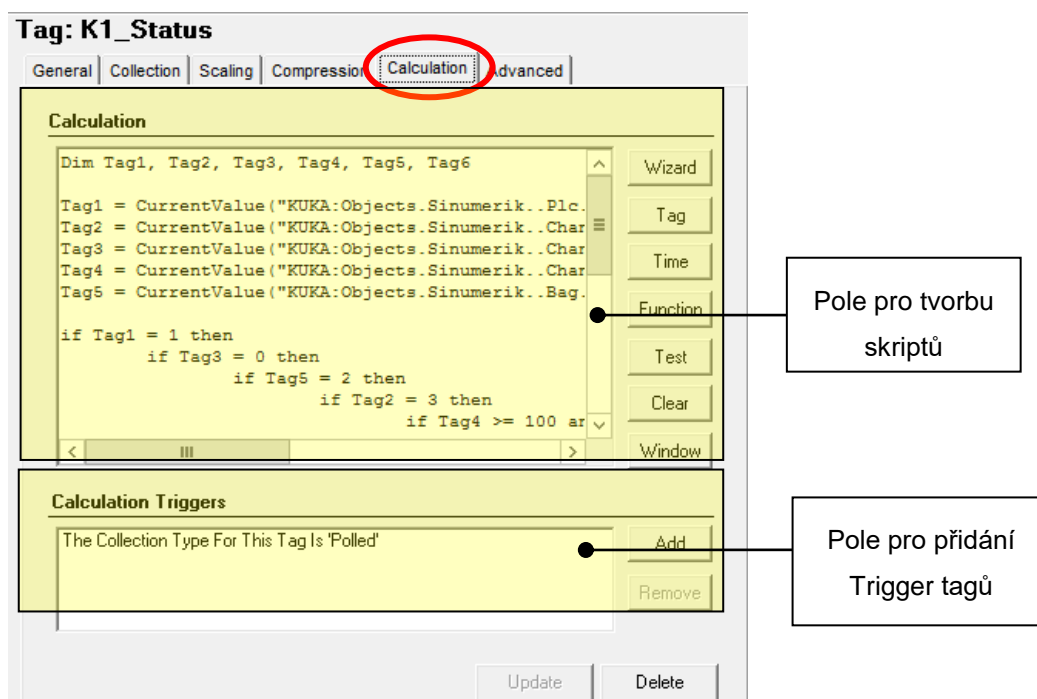 Tag: K1_Status
General Collection Scaling Compression Calculation Advanced
Calculation
Dim Tag1, Tag2, Tag3, Tag4, Tag5, Tag6
Tag1 = CurrentValue("KUKA:Objects.Sinumerik..Plc.
Tag2 = CurrentValue("KUKA:Objects.Sinumerik..Char
Tag3 = CurrentValue("KUKA:Objects.Sinumerik..Char
Tag4 = CurrentValue("KUKA:Objects.Sinumerik..Char
Tag5 = CurrentValue("KUKA:Objects.Sinumerik..Bag.
if Tag1 = 1 then
if Tag3 = 0 then
if Tag5 = 2 then
if Tag2 = 3 then
if Tag4 >= 100 ar
Wizard
Tag
Time
Function
Test
Clear
Window
Pole pro tvorbu
skriptů
Calculation Triggers
The Collection Type For This Tag Is 'Polled'
Add
Remove
Pole pro přidání
Trigger tagů
Update Delete